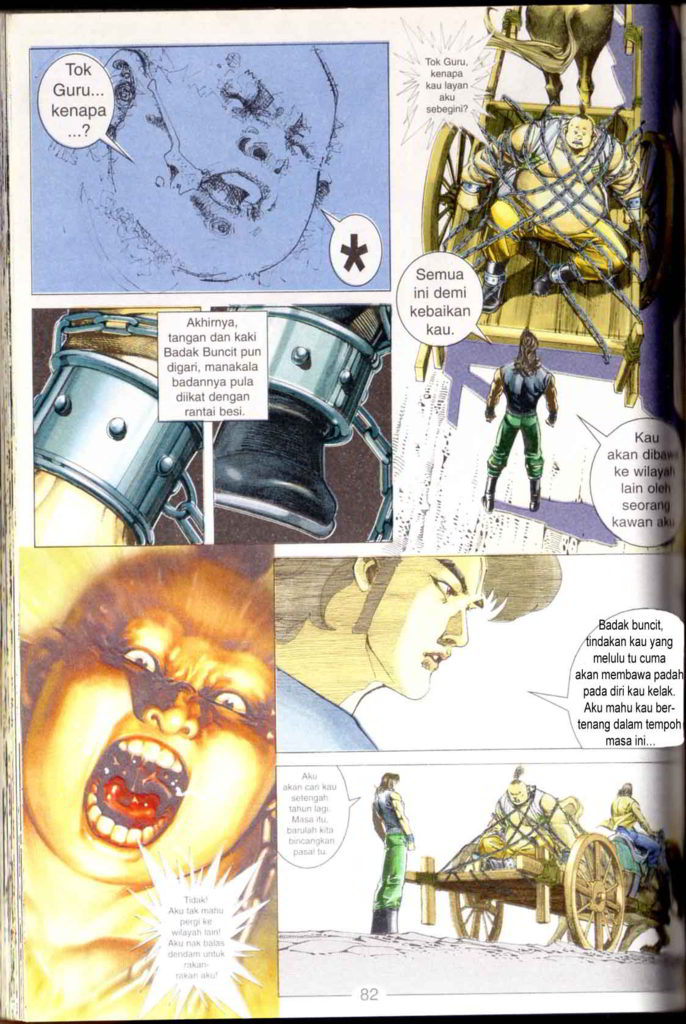 Tok
Guru...
kenapa
...?
*
Tok Guru,
kenapa
kau layan
aku
sebegini?
Semua
ini demi
kebaikan
kau.
Kau
akan dibawa
ke wilayah
lain oleh
seorang
kawan aku
Akhirnya,
tangan dan kaki
Badak Buncit pun
digari, manakala
badannya pula
diikat dengan
rantai besi.
Badak buncit,
tindakan kau yang
melulu tu cuma
akan membawa padah
pada diri kau kelak.
Aku mahu kau ber-
tenang dalam tempoh
masa ini...
Tidak!
Aku tak mahu
pergi ke
wilayah lain!
Aku nak balas
dendam untuk
rakan-
rakan aku!
Aku
akan cari kau
setengah
tahun lagi.
Masa itu,
barulah kita
bincangkan
pasal tu.
82